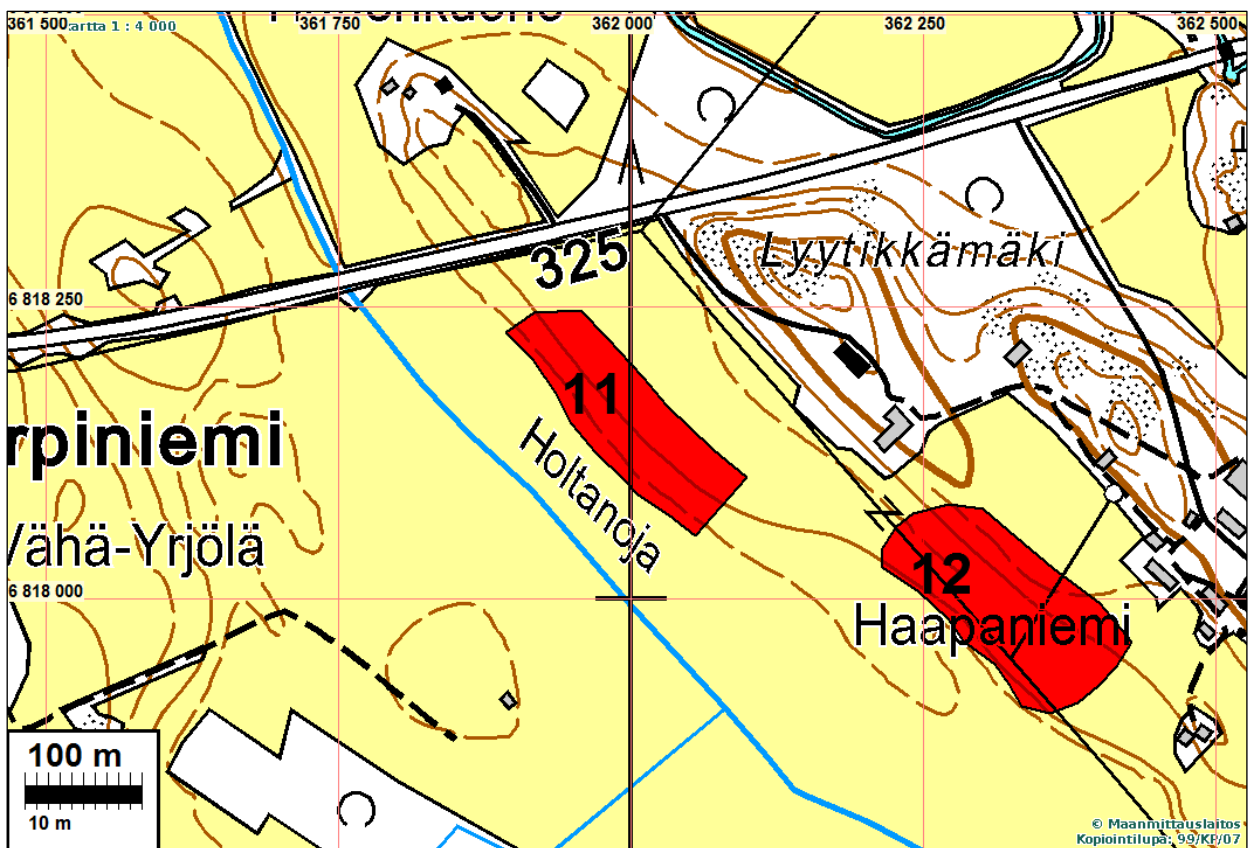 361 500
artta 1 : 4 000
361 750
362 000
362 250
362 500
325
Lyytikkämäki
6 818 250
11
rpiniemi
Holtanoja
Vähä-Yrjölä
12
6 818 000
Haapaniemi
100 m
10 m
© Maanmittauslaitos
Kopiointilupa: 99/KP/07